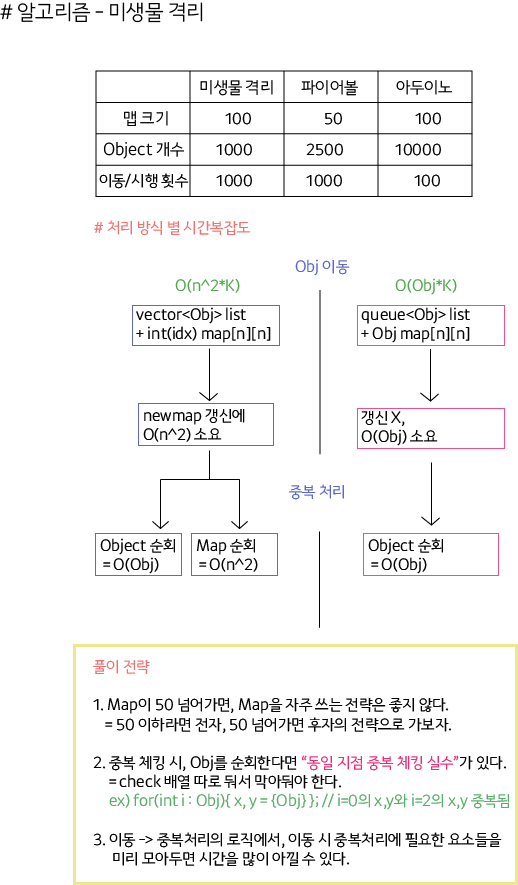 # 알고리즘 - 미생물 격리
미생물 격리 파이어볼 아두이노
맵 크기 100 50 100
Object 개수 1000 2500 10000
이동/시행 횟수 1000 1000 100
# 처리 방식 별 시간복잡도
Obj 이동
O(n^2*K) O(Obj*K)
vector<Obj> list
+ int(idx) map[n][n]
queue<Obj> list
+ Obj map[n][n]
newmap 갱신에
O(n^2) 소요
갱신 X,
O(Obj) 소요
중복 처리
Object 순회
= O(Obj)
Map 순회
= O(n^2)
Object 순회
= O(Obj)
풀이 전략
1. Map이 50 넘어가면, Map을 자주 쓰는 전략은 좋지 않다.
= 50 이하라면 전자, 50 넘어가면 후자의 전략으로 가보자.
2. 중복 체킹 시, Obj를 순회한다면 “동일 지점 중복 체킹 실수”가 있다.
= check 배열 따로 둬서 막아둬야 한다.
ex) for(int i : Obj){ x, y = {Obj} }; // i=0의 x,y와 i=2의 x,y 중복됨
3. 이동 -> 중복처리의 로직에서, 이동 시 중복처리에 필요한 요소들을
미리 모아두면 시간을 많이 아낄 수 있다.